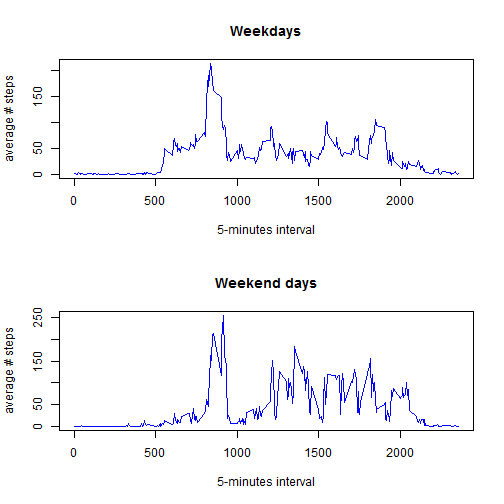 Weekdays
average # steps
0 50 150
0 500 1000 1500 2000
5-minutes interval
Weekend days
average # steps
0 50 150 250
0 500 1000 1500 2000
5-minutes interval